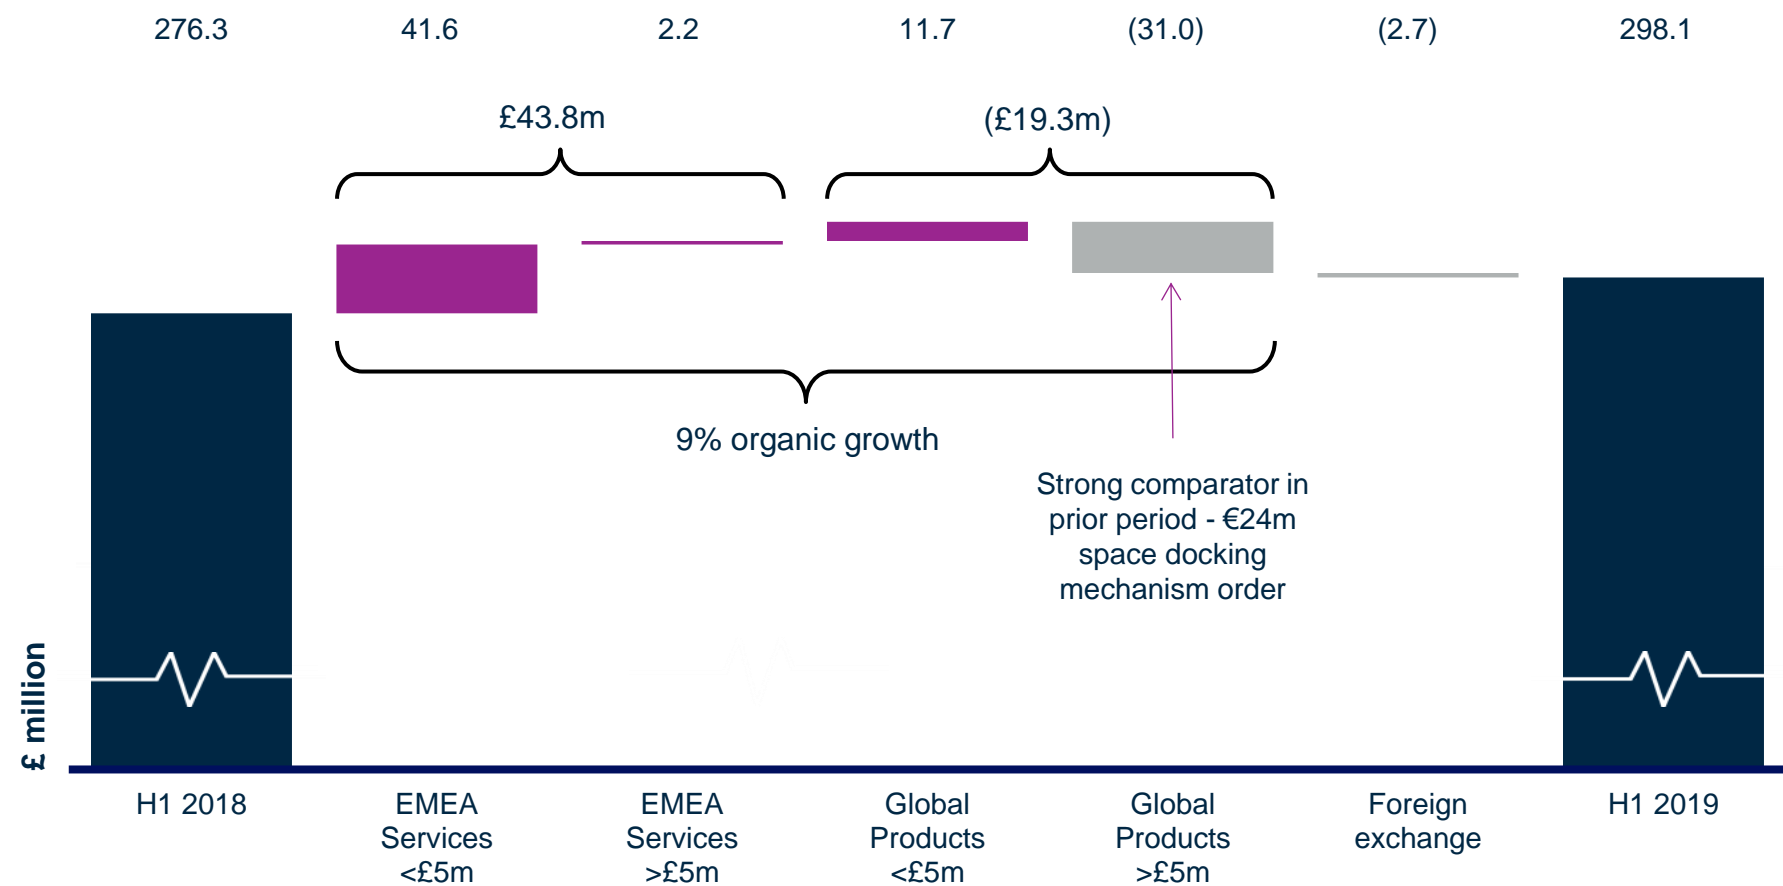 276.3 41.6 2.2 11.7 (31.0) (2.7) 298.1
£43.8m (£19.3m)
9% organic growth
Strong comparator in
prior period - €24m
space docking
mechanism order
£ million
H1 2018
EMEA
Services
<£5m
EMEA
Services
>£5m
Global
Products
<£5m
Global
Products
>£5m
Foreign
exchange
H1 2019